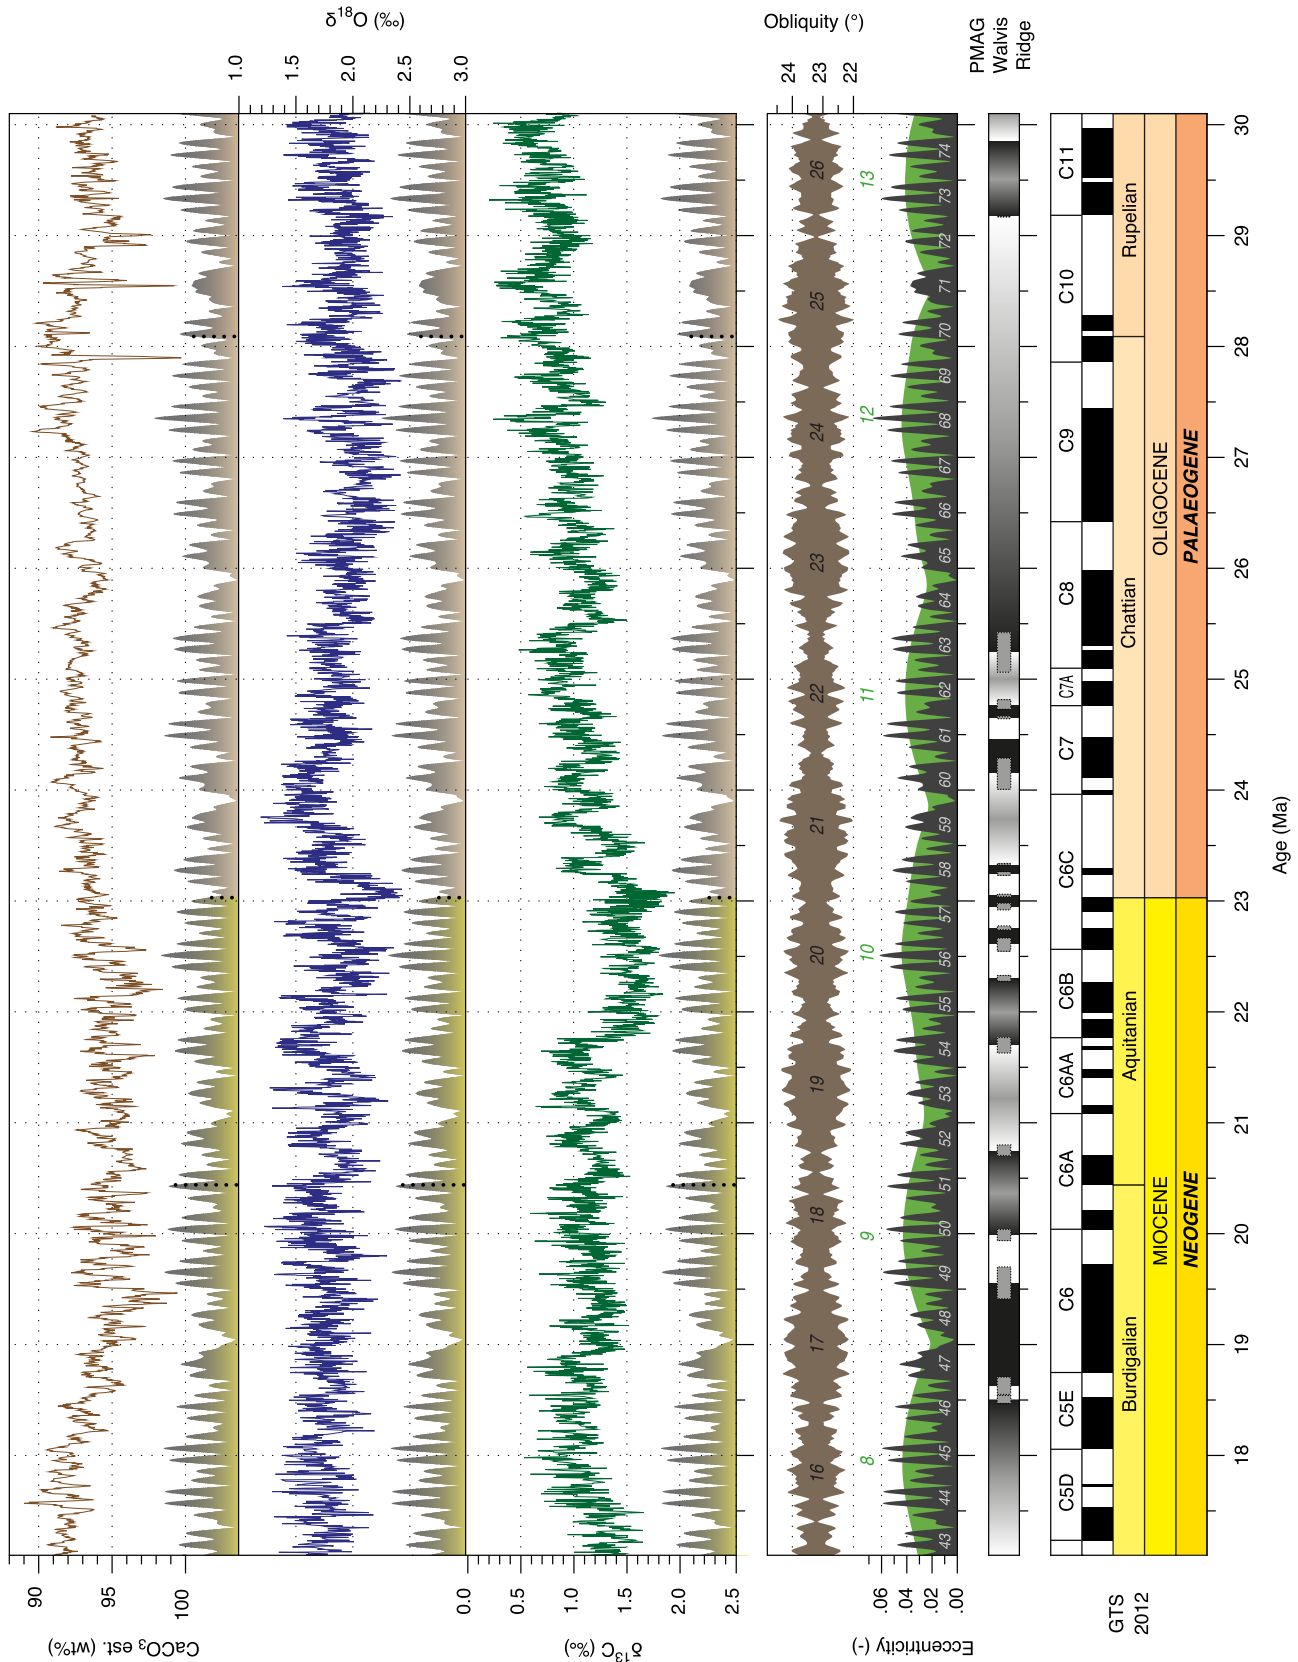 δ¹⁸O (‰)
1.0
1.5
2.0
2.5
3.0
Obliquity (°)
24
23
22
PMAG
Walvis
Ridge
90
95
100
CaCO₃ est. (wt%)
0.0
0.5
1.0
1.5
2.0
2.5
δ¹³C (‰)
.06
.04
.02
.00
Eccentricity (-)
GTS
2012
16
17
18
19
20
21
22
23
24
25
26
8
9
10
11
12
13
43
44
45
46
47
48
49
50
51
52
53
54
55
56
57
58
59
60
61
62
63
64
65
66
67
68
69
70
71
72
73
74
C5D
C5E
C6
C6A
C6AA
C6B
C6C
C7
C7A
C8
C9
C10
C11
Burdigalian
Aquitanian
Chattian
Rupelian
MIOCENE
OLIGOCENE
NEOGENE
PALAEOGENE
18
19
20
21
22
23
24
25
26
27
28
29
30
Age (Ma)